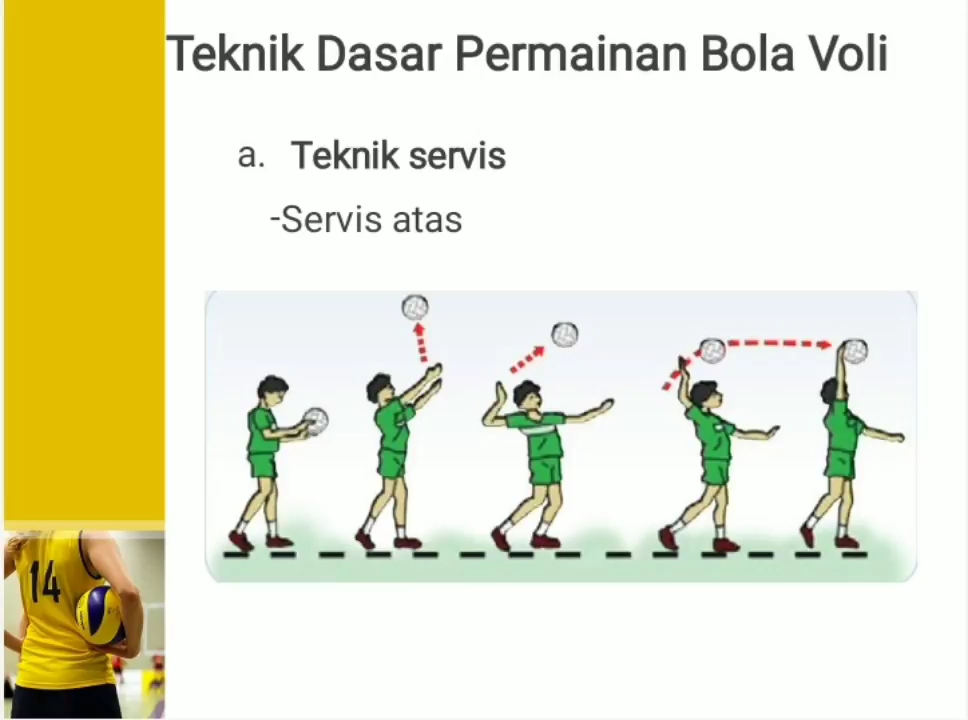 Teknik Dasar Permainan Bola Voli
a. Teknik servis
-Servis atas
14